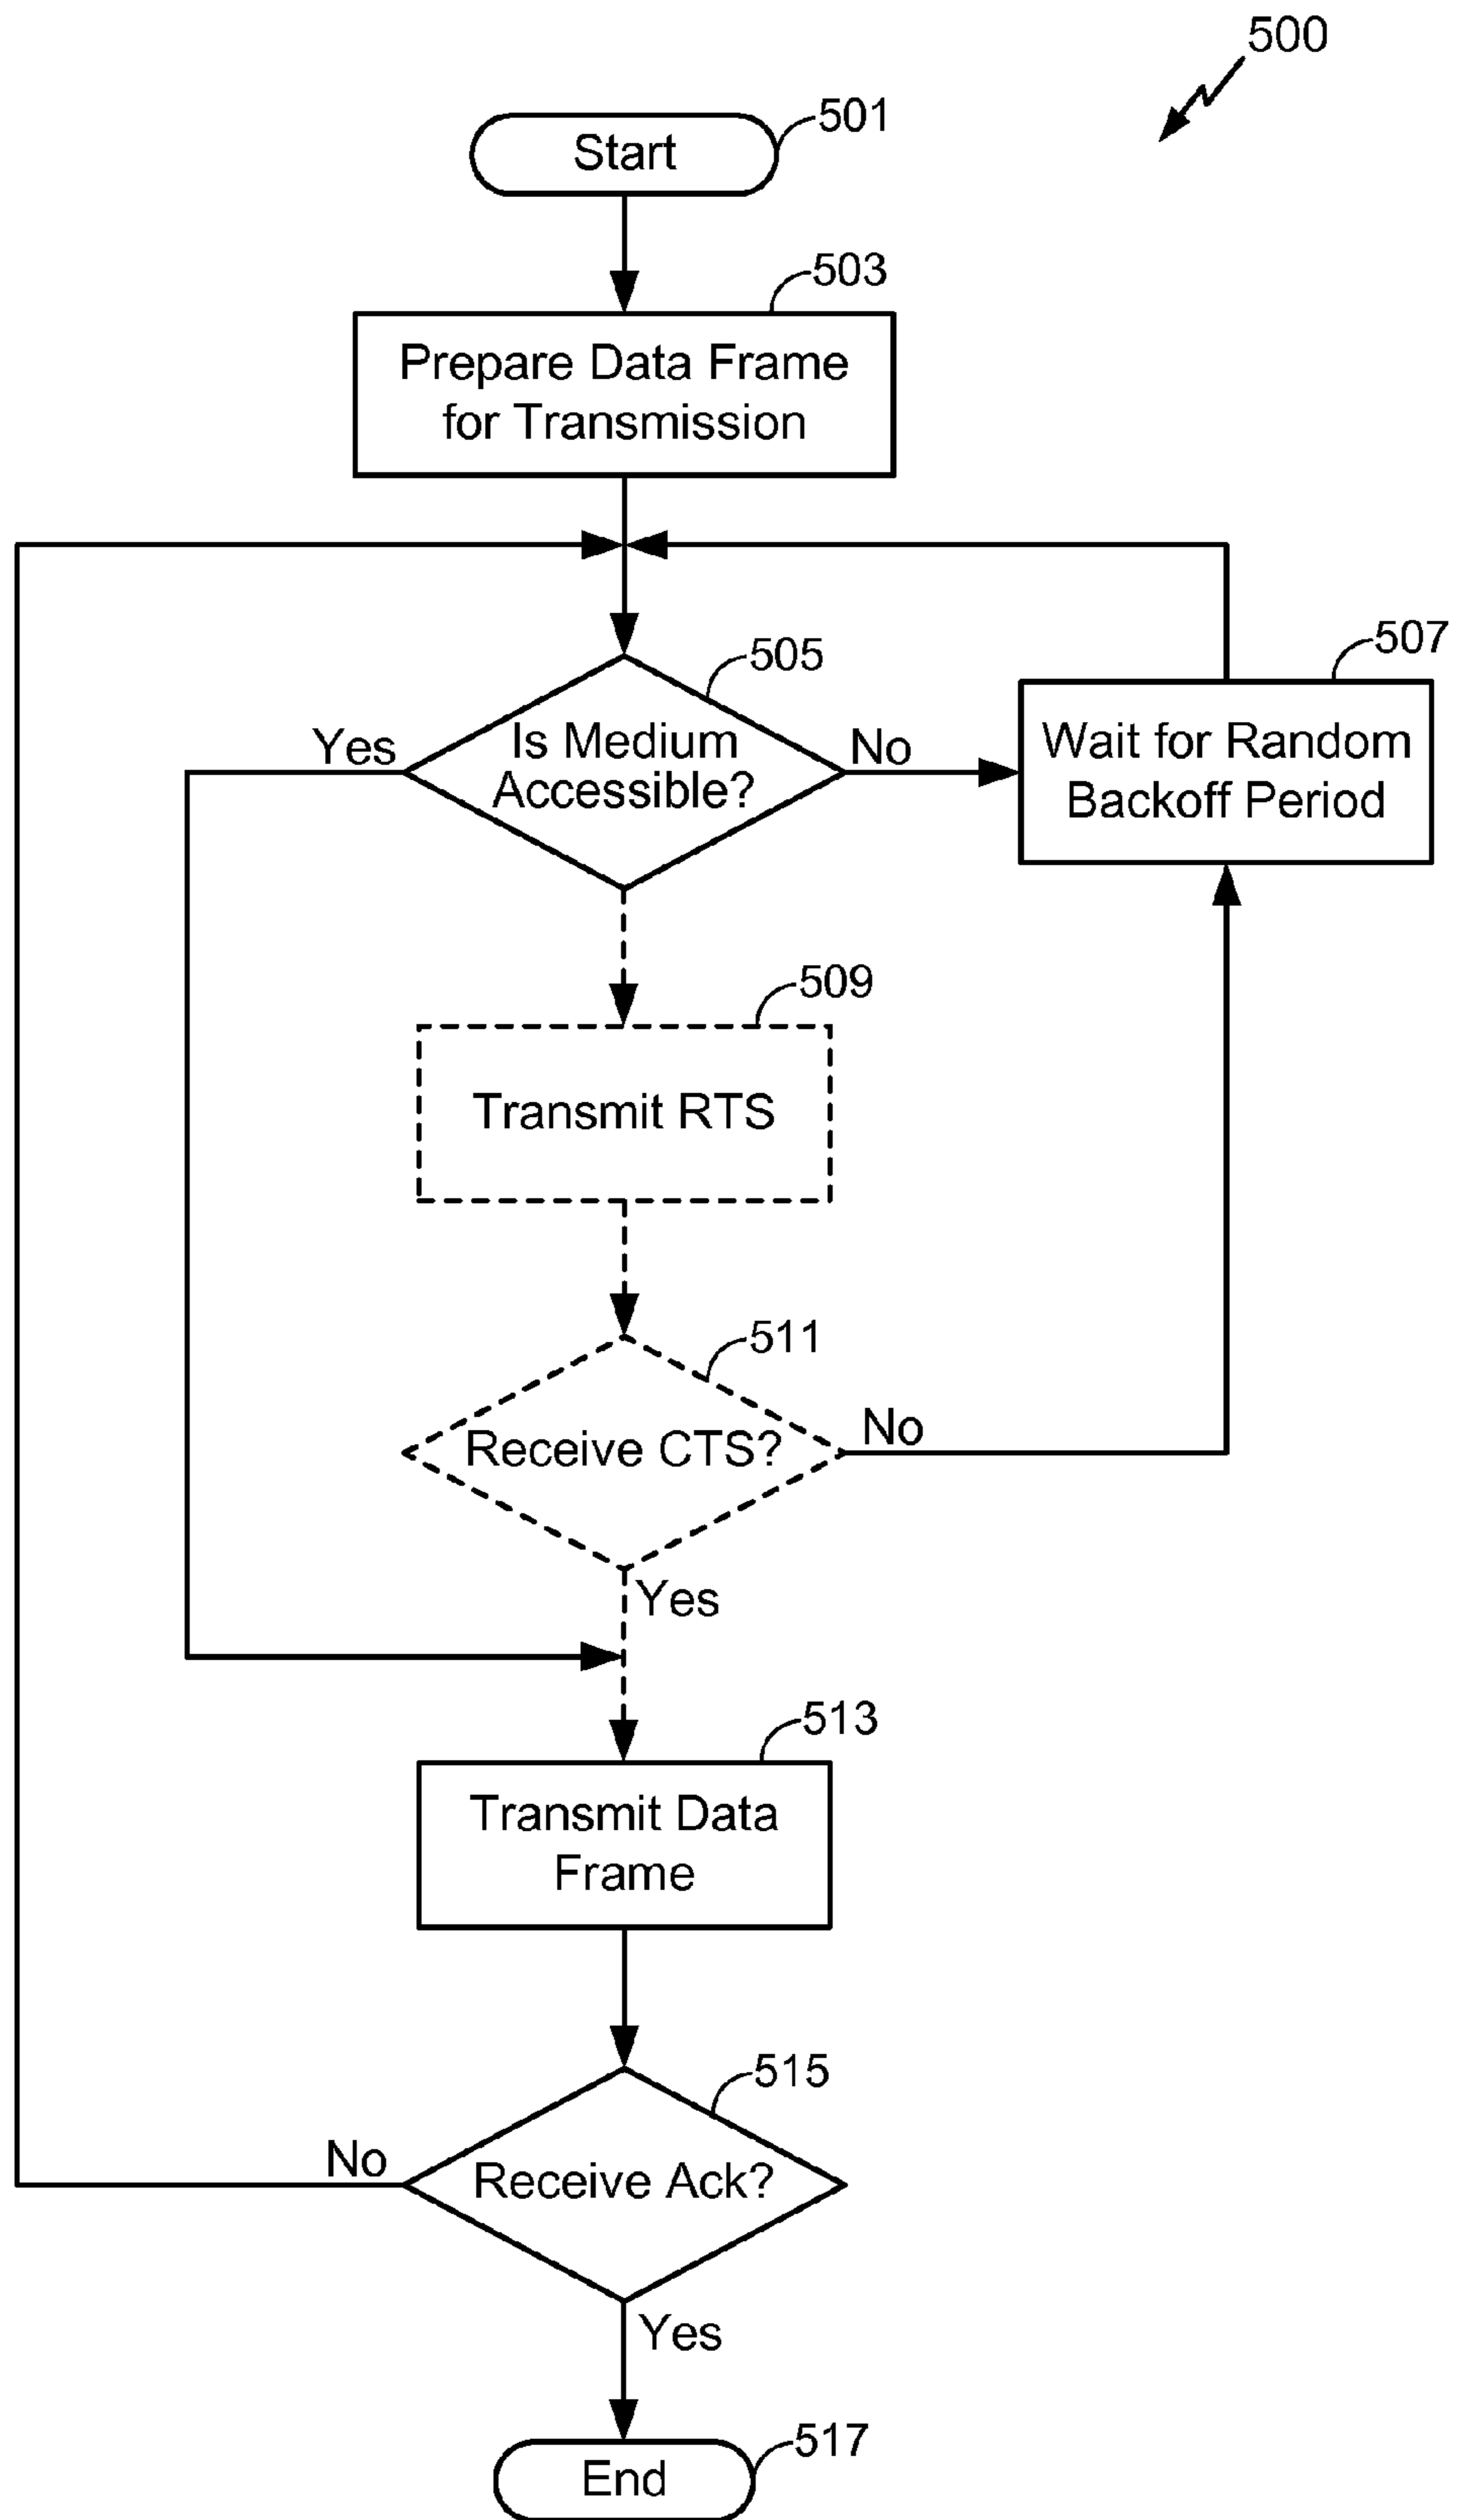 500
501
Start
503
Prepare Data Frame
for Transmission
505
507
Yes
Is Medium
Accessible?
No
Wait for Random
Backoff Period
509
Transmit RTS
511
Receive CTS?
No
Yes
513
Transmit Data
Frame
515
No
Receive Ack?
Yes
517
End